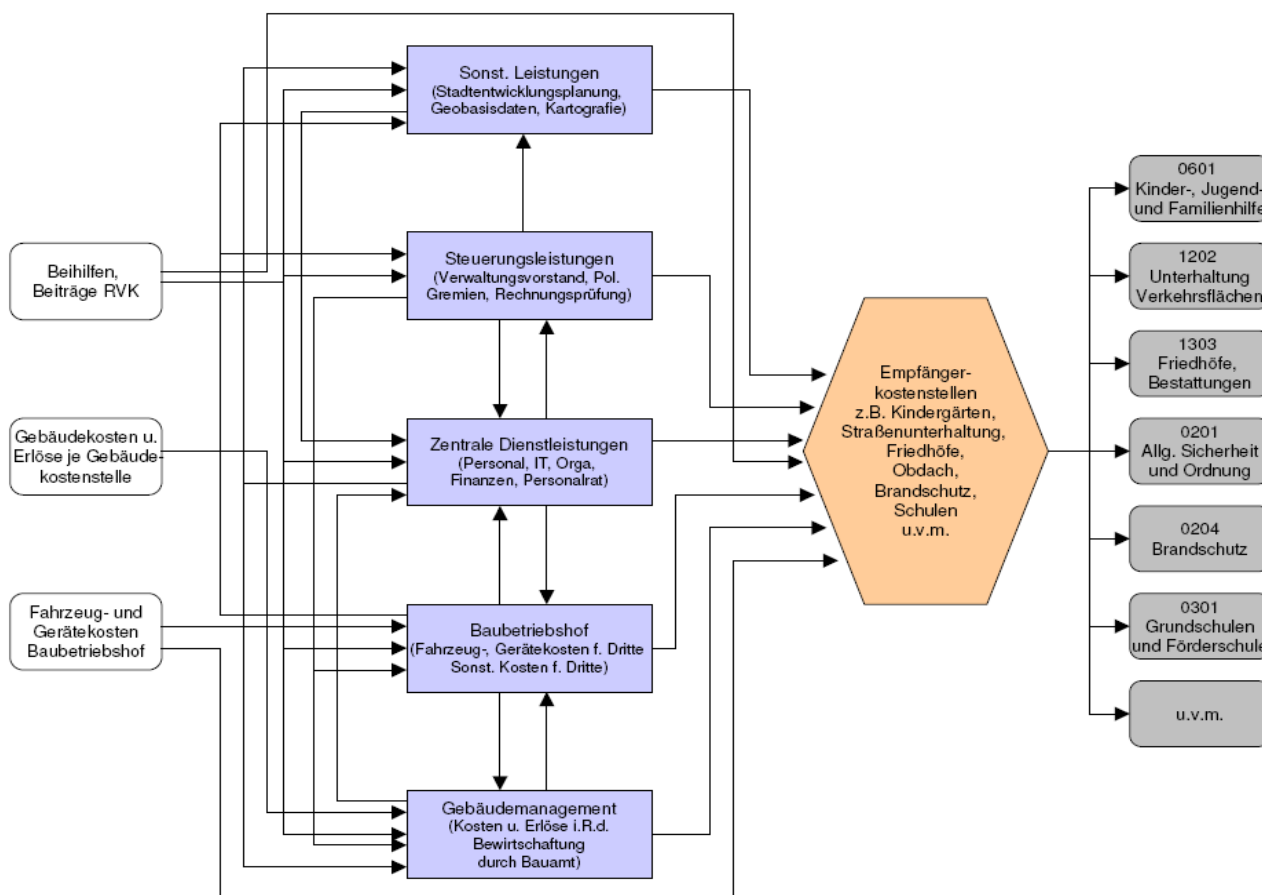 Sonst. Leistungen
(Stadtentwicklungsplanung,
Geobasisdaten, Kartografie)
Beihilfen,
Beiträge RVK
Gebäudekosten u.
Erlöse je Gebäude-
kostenstelle
Fahrzeug- und
Gerätekosten
Baubetriebshof
Steuerungsleistungen
(Verwaltungsvorstand, Pol.
Gremien, Rechnungsprüfung)
Zentrale Dienstleistungen
(Personal, IT, Orga,
Finanzen, Personalrat)
Baubetriebshof
(Fahrzeug-, Gerätekosten f. Dritte
Sonst. Kosten f. Dritte)
Gebäudemanagement
(Kosten u. Erlöse i.R.d.
Bewirtschaftung
durch Bauamt)
Empfänger-
kostenstellen
z.B. Kindergärten,
Straßenunterhaltung,
Friedhöfe,
Obdach,
Brandschutz,
Schulen
u.v.m.
0601
Kinder-, Jugend-
und Familienhilfe
1202
Unterhaltung
Verkehrsflächen
1303
Friedhöfe,
Bestattungen
0201
Allg. Sicherheit
und Ordnung
0204
Brandschutz
0301
Grundschulen
und Förderschule
u.v.m.